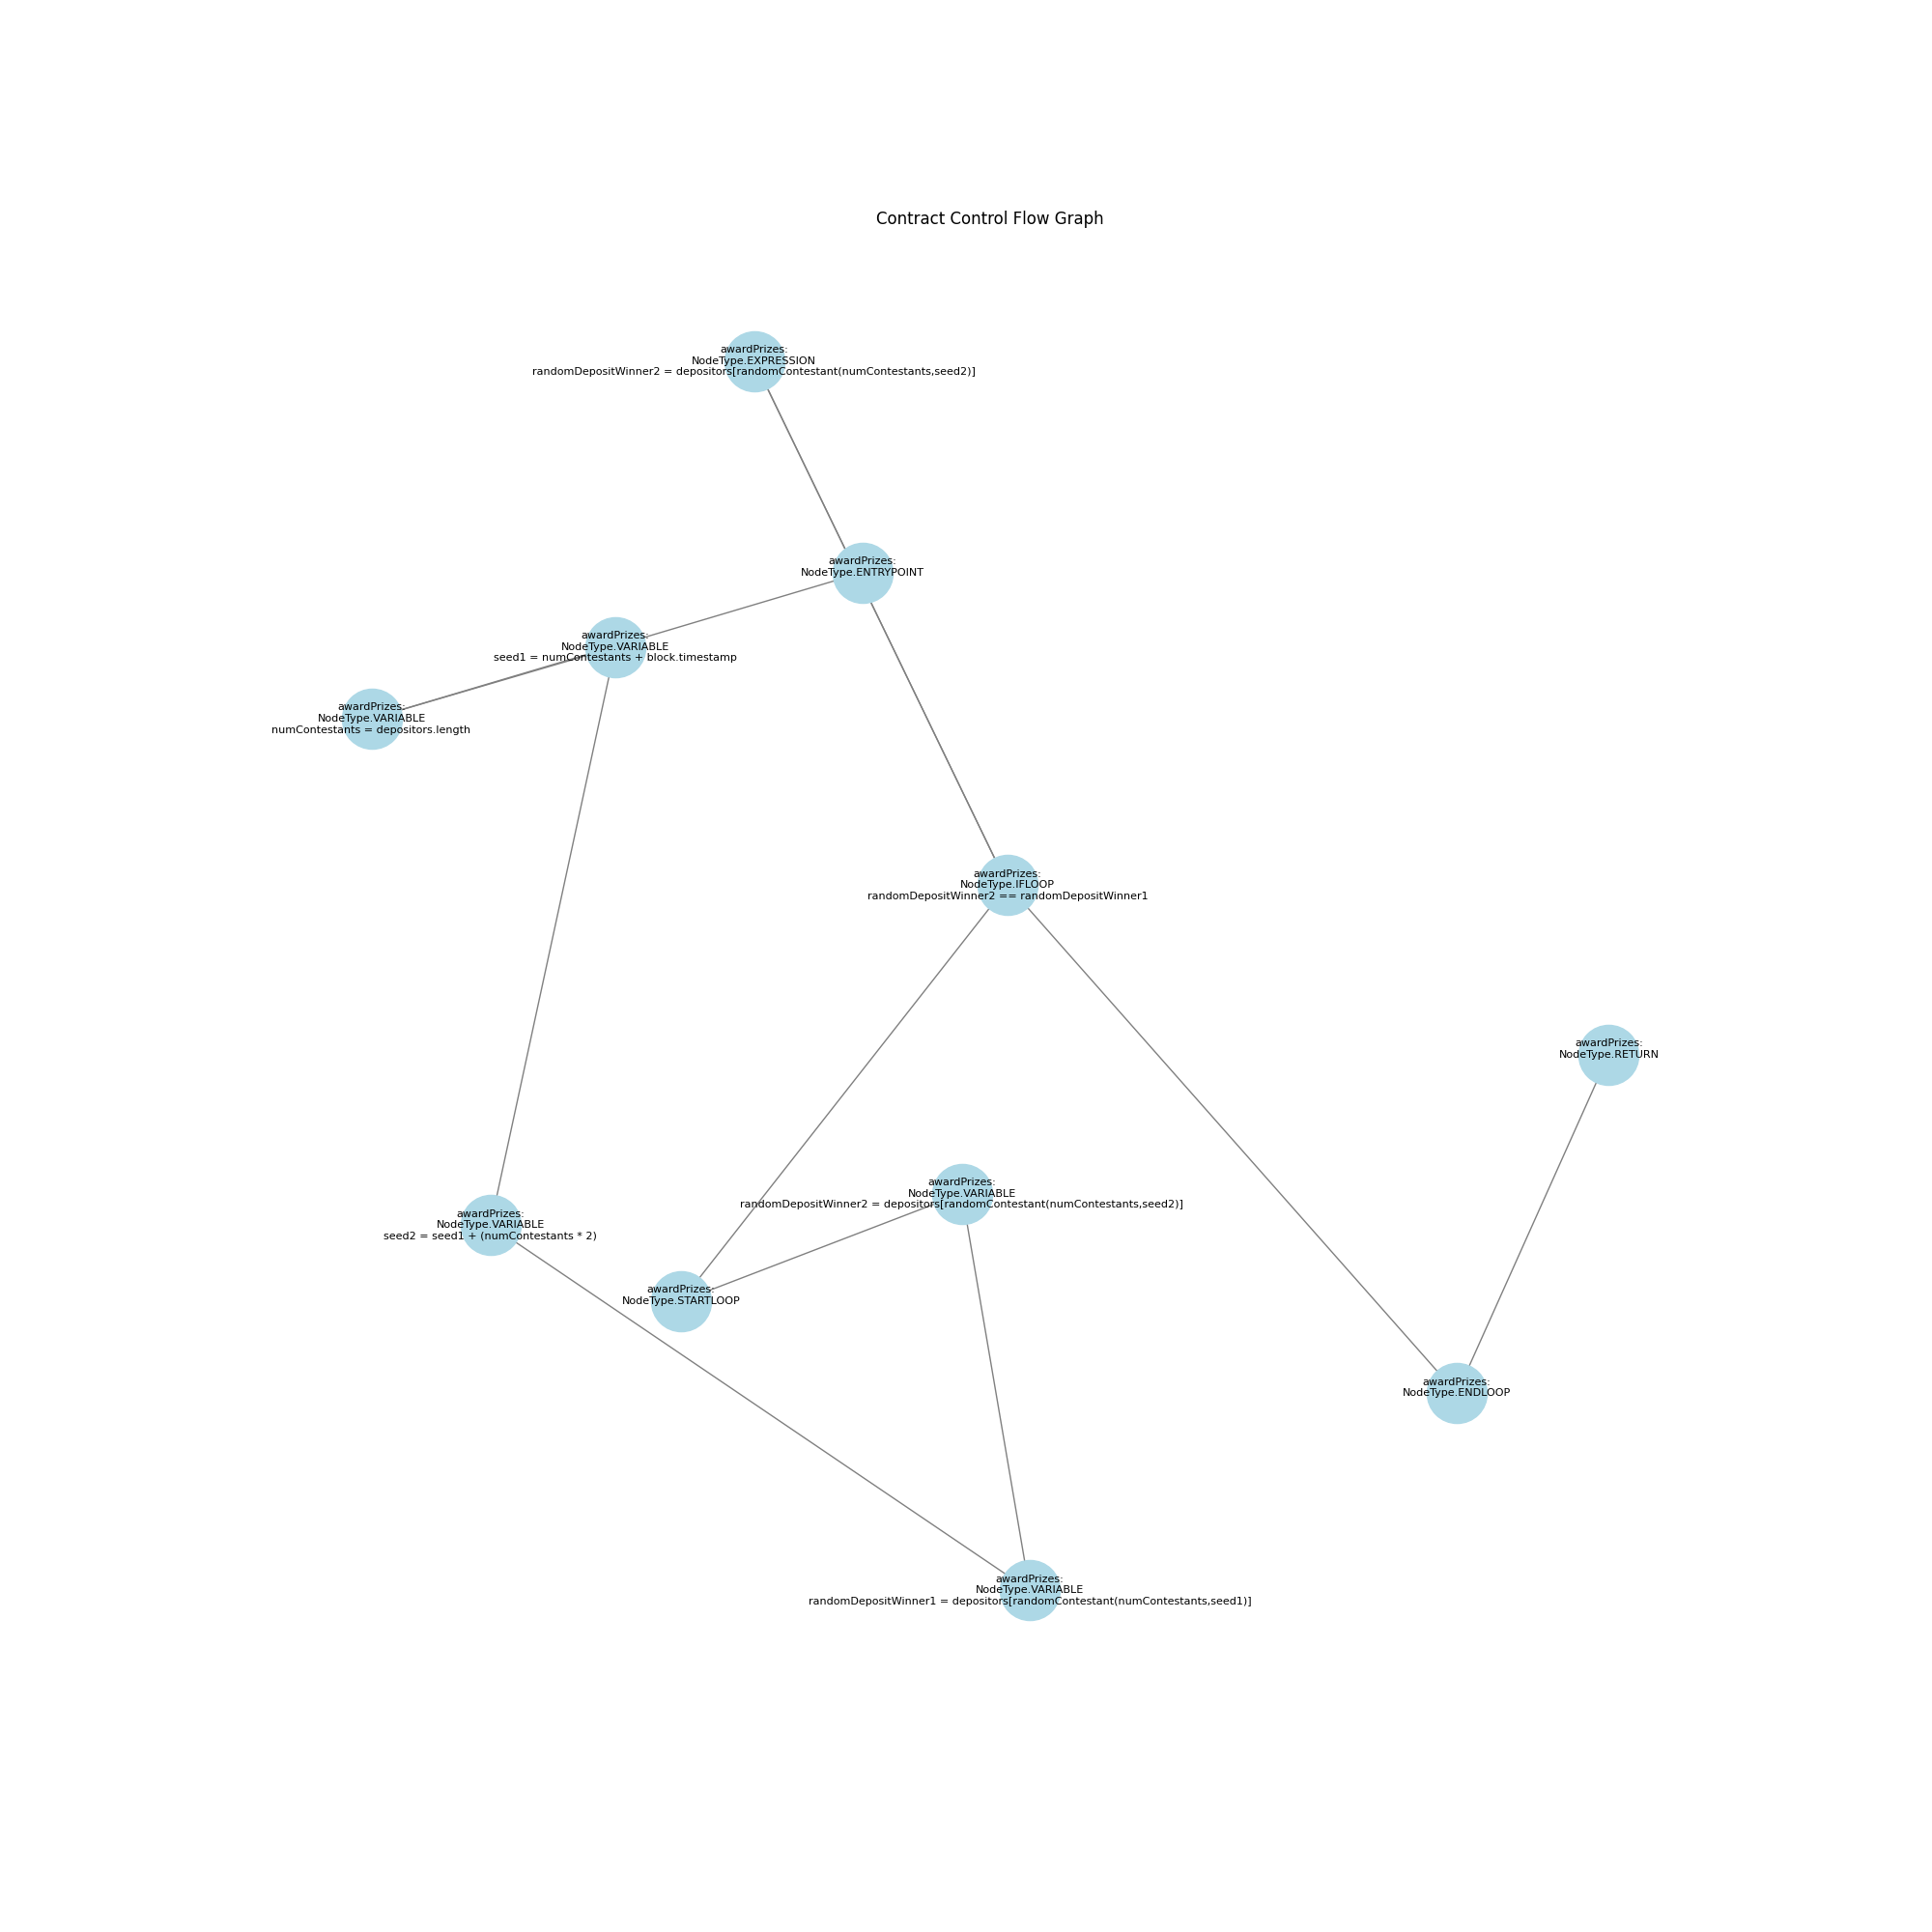 Contract Control Flow Graph
awardPrizes:
NodeType.EXPRESSION
randomDepositWinner2 = depositors[randomContestant(numContestants,seed2)]
awardPrizes:
NodeType.ENTRYPOINT
awardPrizes:
NodeType.VARIABLE
seed1 = numContestants + block.timestamp
awardPrizes:
NodeType.VARIABLE
numContestants = depositors.length
awardPrizes:
NodeType.IFLOOP
randomDepositWinner2 == randomDepositWinner1
awardPrizes:
NodeType.RETURN
awardPrizes:
NodeType.VARIABLE
randomDepositWinner2 = depositors[randomContestant(numContestants,seed2)]
awardPrizes:
NodeType.VARIABLE
seed2 = seed1 + (numContestants * 2)
awardPrizes:
NodeType.STARTLOOP
awardPrizes:
NodeType.ENDLOOP
awardPrizes:
NodeType.VARIABLE
randomDepositWinner1 = depositors[randomContestant(numContestants,seed1)]